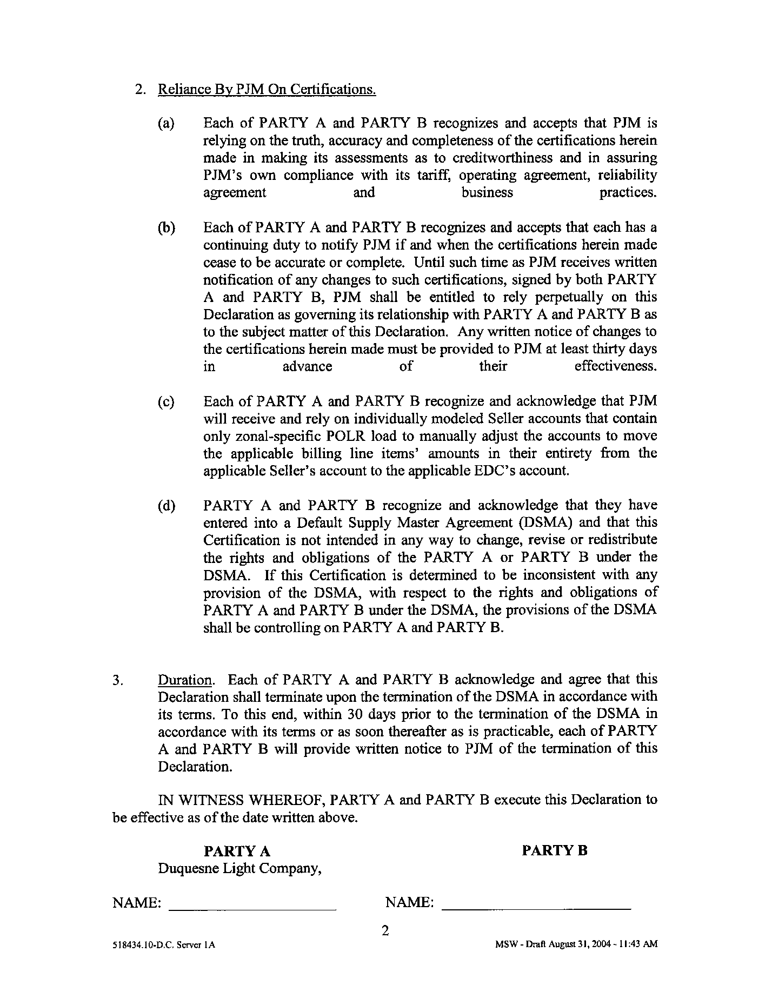 2. Reliance By PJM On Certifications.
(a) Each of PARTY A and PARTY B recognizes and accepts that PJM is
relying on the truth, accuracy and completeness of the certifications herein
made in making its assessments as to creditworthiness and in assuring
PJM's own compliance with its tariff, operating agreement, reliability
agreement and business practices.
(b) Each of PARTY A and PARTY B recognizes and accepts that each has a
continuing duty to notify PJM if and when the certifications herein made
cease to be accurate or complete. Until such time as PJM receives written
notification of any changes to such certifications, signed by both PARTY
A and PARTY B, PJM shall be entitled to rely perpetually on this
Declaration as governing its relationship with PARTY A and PARTY B as
to the subject matter of this Declaration. Any written notice of changes to
the certifications herein made must be provided to PJM at least thirty days
in advance of their effectiveness.
(c) Each of PARTY A and PARTY B recognize and acknowledge that PJM
will receive and rely on individually modeled Seller accounts that contain
only zonal-specific POLR load to manually adjust the accounts to move
the applicable billing line items' amounts in their entirety from the
applicable Seller's account to the applicable EDC's account.
(d) PARTY A and PARTY B recognize and acknowledge that they have
entered into a Default Supply Master Agreement (DSMA) and that this
Certification is not intended in any way to change, revise or redistribute
the rights and obligations of the PARTY A or PARTY B under the
DSMA. If this Certification is determined to be inconsistent with any
provision of the DSMA, with respect to the rights and obligations of
PARTY A and PARTY B under the DSMA, the provisions of the DSMA
shall be controlling on PARTY A and PARTY B.
3. Duration. Each of PARTY A and PARTY B acknowledge and agree that this
Declaration shall terminate upon the termination of the DSMA in accordance with
its terms. To this end, within 30 days prior to the termination of the DSMA in
accordance with its terms or as soon thereafter as is practicable, each of PARTY
A and PARTY B will provide written notice to PJM of the termination of this
Declaration.
IN WITNESS WHEREOF, PARTY A and PARTY B execute this Declaration to
be effective as of the date written above.
PARTY A PARTY B
Duquesne Light Company,
NAME: NAME:
2
518434.10-D.C. Server 1A MSW - Draft August 31, 2004 - 11:43 AM